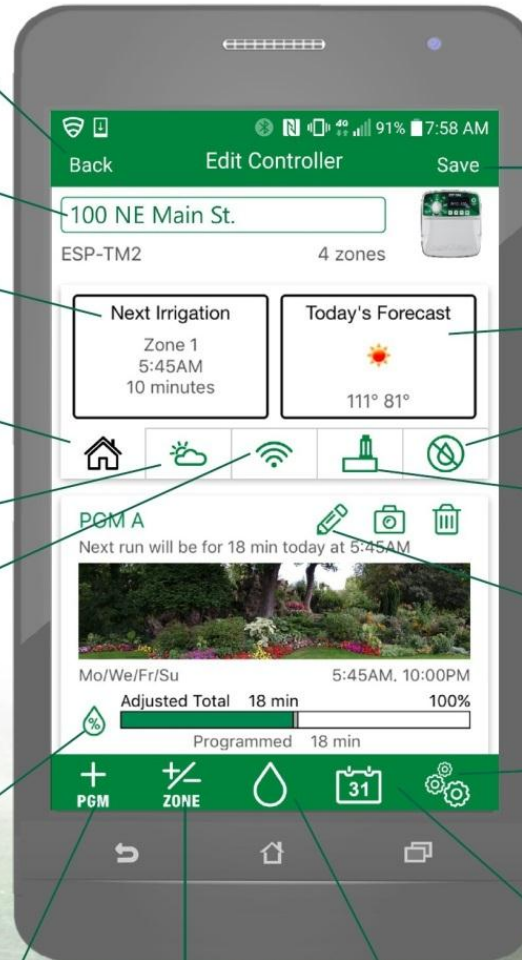 4G 91% 7:58 AM
Back Edit Controller Save
100 NE Main St.
ESP-TM2 4 zones
Next Irrigation
Zone 1
5:45AM
10 minutes
Today's Forecast
111° 81°
PGM A
Next run will be for 18 min today at 5:45AM
Mo/We/Fr/Su 5:45AM, 10:00PM
Adjusted Total 18 min 100%
%
Programmed 18 min
+ PGM
+/- ZONE
31